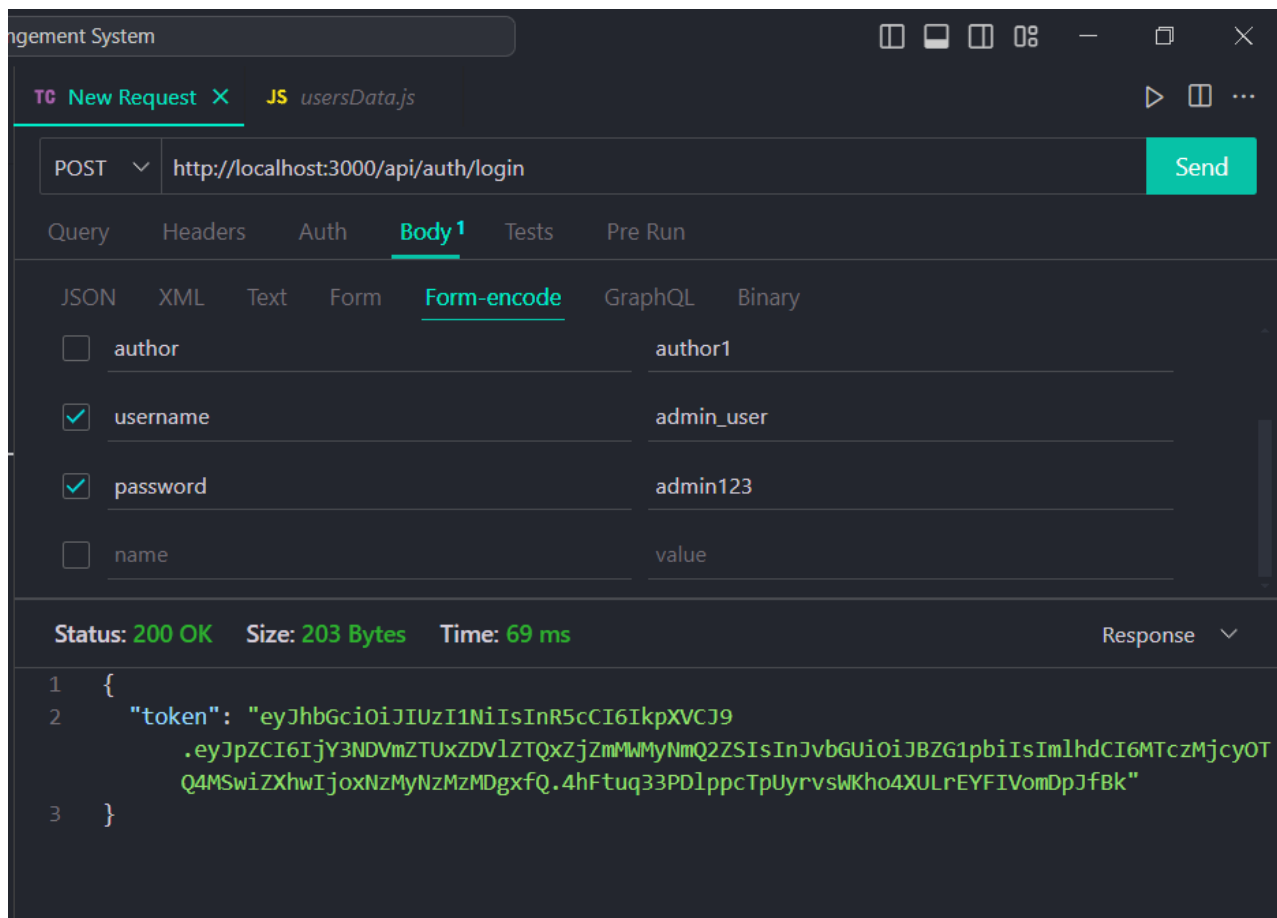 ngement System
TC New Request JS usersData.js
POST http://localhost:3000/api/auth/login Send
Query Headers Auth Body 1 Tests Pre Run
JSON XML Text Form Form-encode GraphQL Binary
author author1
username admin_user
password admin123
name value
Status: 200 OK Size: 203 Bytes Time: 69 ms Response
1 {
2 "token": "eyJhbGciOiJIUzI1NiIsInR5cCI6IkpXVCJ9
.eyJpZCI6IjY3NDVmZTUxZDVlZTQxZjZmMWMyNmQ2ZSIsInJvbGUiOiJBZG1pbiIsImlhdCI6MTczMjcyOT
Q4MSwiZXhwIjoxNzMyNzMzMDgxfQ.4hFtuq33PDlppcTpUyrvsWKho4XULrEYFIVomDpJfBk"
3 }